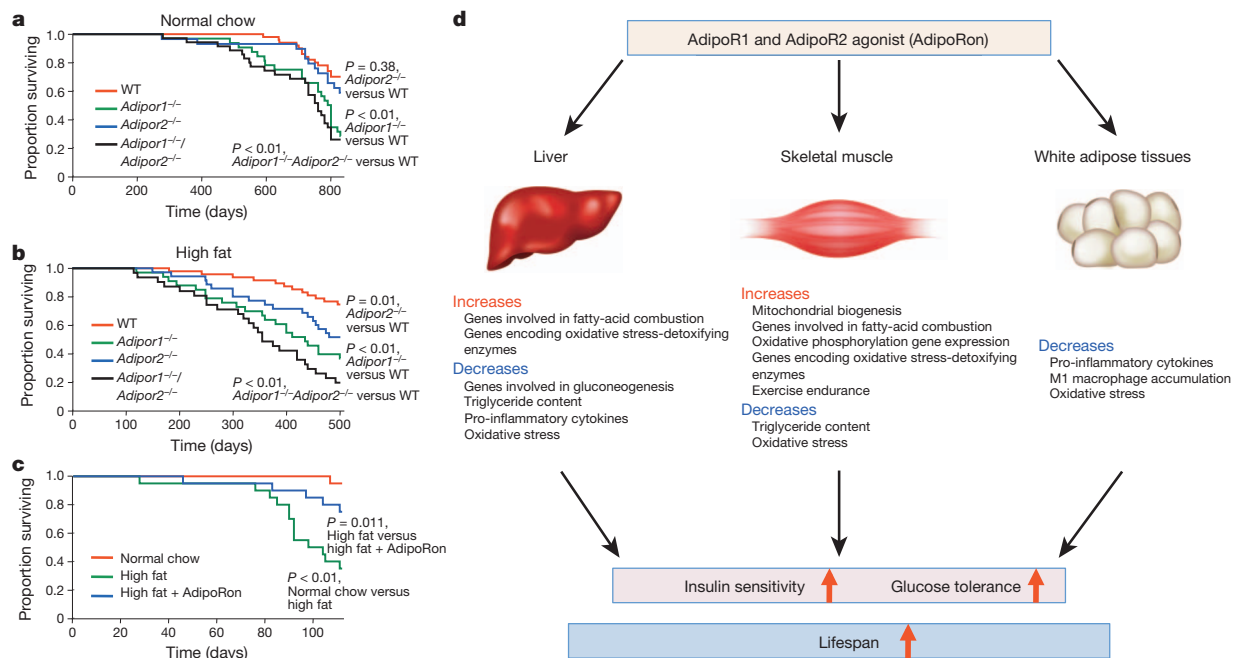 a
Normal chow
Proportion surviving
1.0
0.8
0.6
0.4
0.2
0
WT
Adipor1–/–
Adipor2–/–
Adipor1–/–/
Adipor2–/–
P = 0.38,
Adipor2–/–
versus WT
P < 0.01,
Adipor1–/–
versus WT
P < 0.01,
Adipor1–/–Adipor2–/– versus WT
0 200 400 600 800
Time (days)
b
High fat
Proportion surviving
1.0
0.8
0.6
0.4
0.2
0
WT
Adipor1–/–
Adipor2–/–
Adipor1–/–/
Adipor2–/–
P = 0.01,
Adipor2–/–
versus WT
P < 0.01,
Adipor1–/–
versus WT
P < 0.01,
Adipor1–/–Adipor2–/– versus WT
0 100 200 300 400 500
Time (days)
c
Proportion surviving
1.0
0.8
0.6
0.4
0.2
0
Normal chow
High fat
High fat + AdipoRon
P = 0.011,
High fat versus
high fat + AdipoRon
P < 0.01,
Normal chow versus
high fat
0 20 40 60 80 100
Time (days)
d
AdipoR1 and AdipoR2 agonist (AdipoRon)
Liver
Increases
Genes involved in fatty-acid combustion
Genes encoding oxidative stress-detoxifying
enzymes
Decreases
Genes involved in gluconeogenesis
Triglyceride content
Pro-inflammatory cytokines
Oxidative stress
Skeletal muscle
Increases
Mitochondrial biogenesis
Genes involved in fatty-acid combustion
Oxidative phosphorylation gene expression
Genes encoding oxidative stress-detoxifying
enzymes
Exercise endurance
Decreases
Triglyceride content
Oxidative stress
White adipose tissues
Decreases
Pro-inflammatory cytokines
M1 macrophage accumulation
Oxidative stress
Insulin sensitivity
Glucose tolerance
Lifespan